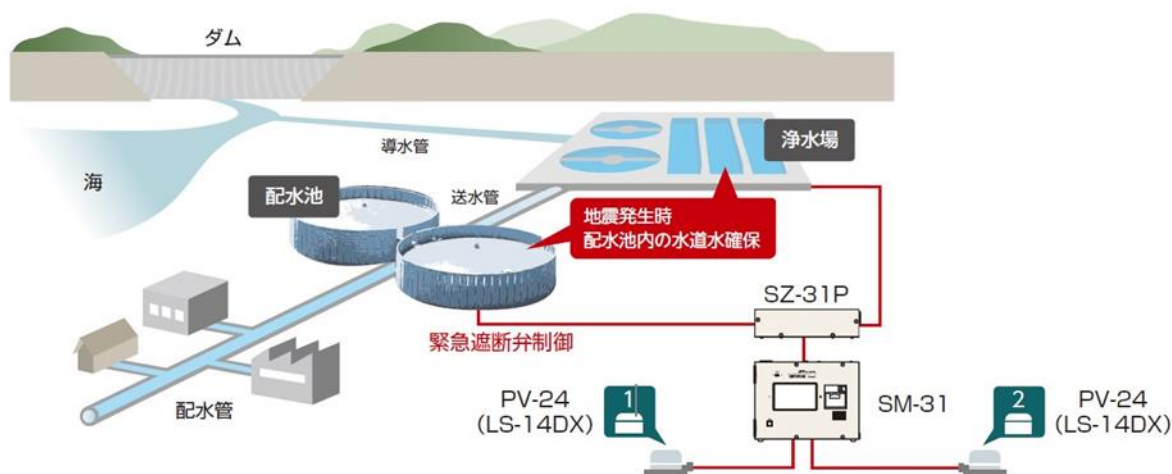 ダム
海
導水管
浄水場
配水池
送水管
地震発生時
配水池内の水道水確保
SZ-31P
緊急遮断弁制御
配水管
PV-24
(LS-14DX)
1
SM-31
2
PV-24
(LS-14DX)